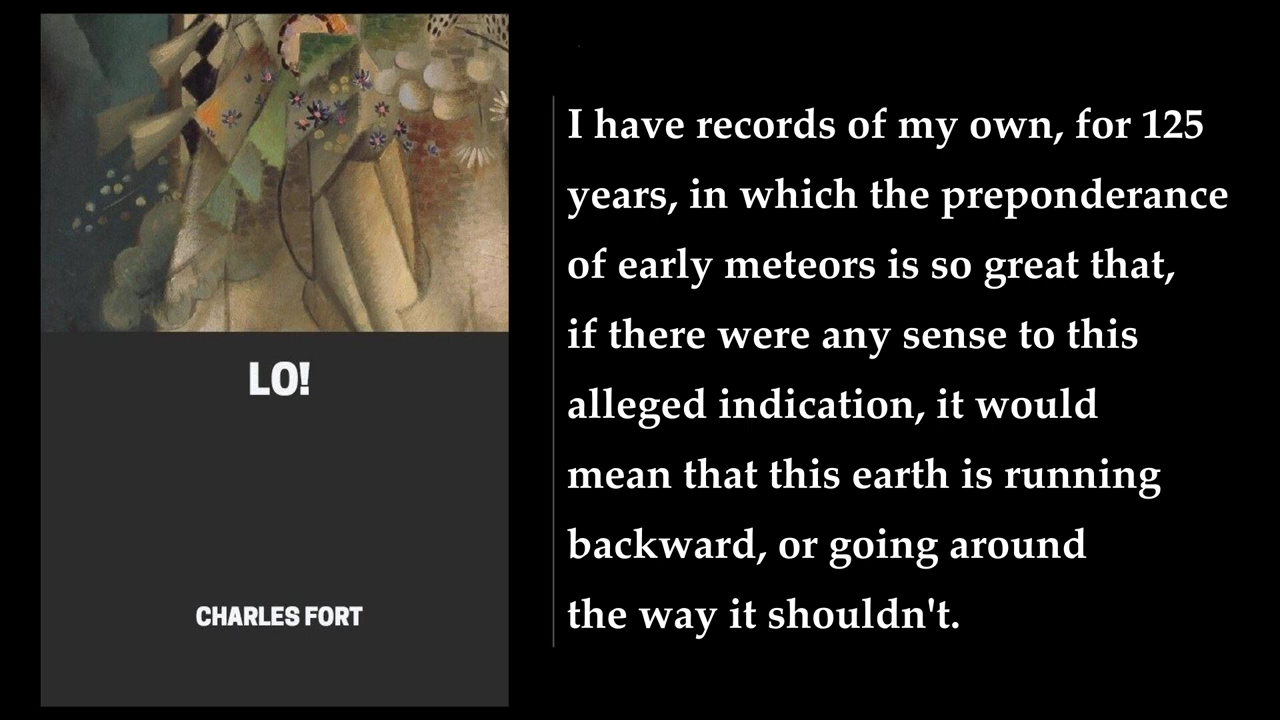 LO!
CHARLES FORT
I have records of my own, for 125
years, in which the preponderance
of early meteors is so great that,
if there were any sense to this
alleged indication, it would
mean that this earth is running
backward, or going around
the way it shouldn't.